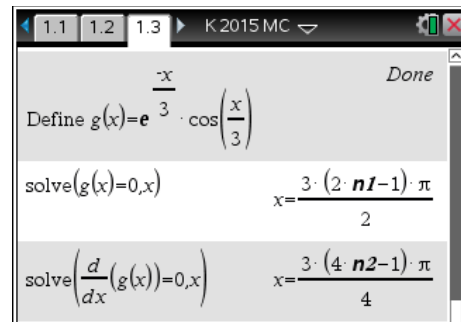 1.1 1.2 1.3 K 2015 MC
Define g(x)=e^(-x/3) · cos(x/3) Done
solve(g(x)=0,x) x=3·(2·n1−1)·π/2
solve(d/dx(g(x))=0,x) x=3·(4·n2−1)·π/4